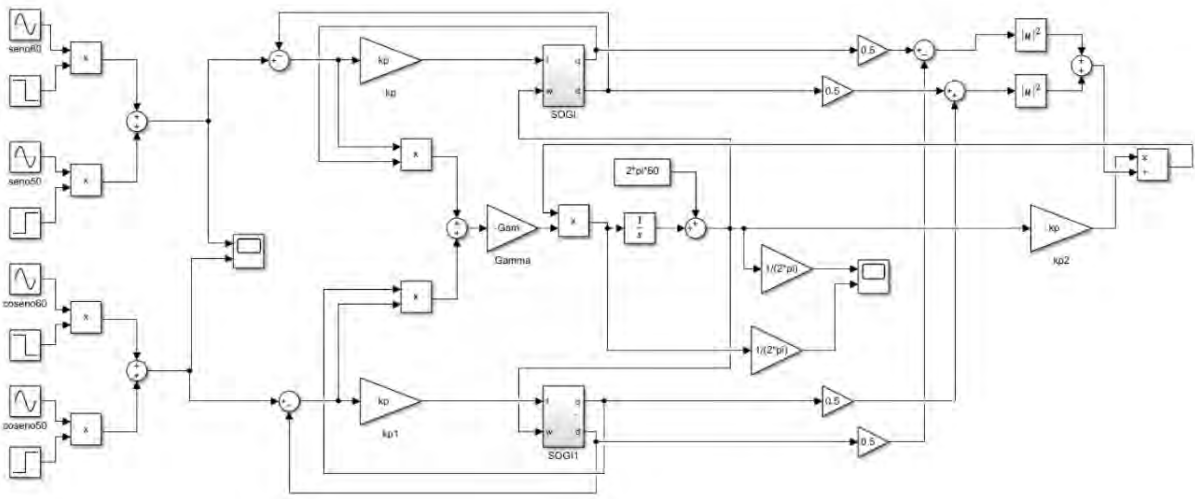 seno60
x
seno50
x
coseno60
x
coseno50
x
kp
kp
I
q
w
d
SOGI
x
-Gam
Gamma
x
2*pi*60
x
1
s
1/(2*pi)
1/(2*pi)
kp
kp1
I
q
w
d
SOGI1
0.5
0.5
0.5
0.5
|u|²
|u|²
kp
kp2
x
÷